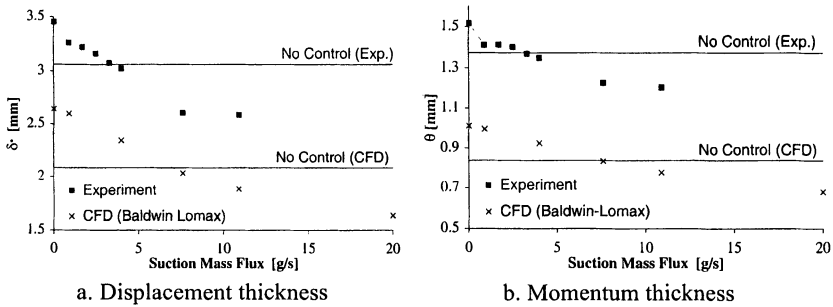 3.5
3
2.5
2
1.5
δ* [mm]
No Control (Exp.)
No Control (CFD)
■ Experiment
× CFD (Baldwin Lomax)
0
5
10
15
20
Suction Mass Flux [g/s]
a. Displacement thickness
1.5
1.3
1.1
0.9
0.7
0.5
θ [mm]
No Control (Exp.)
No Control (CFD)
■ Experiment
× CFD (Baldwin-Lomax)
0
5
10
15
20
Suction Mass Flux [g/s]
b. Momentum thickness